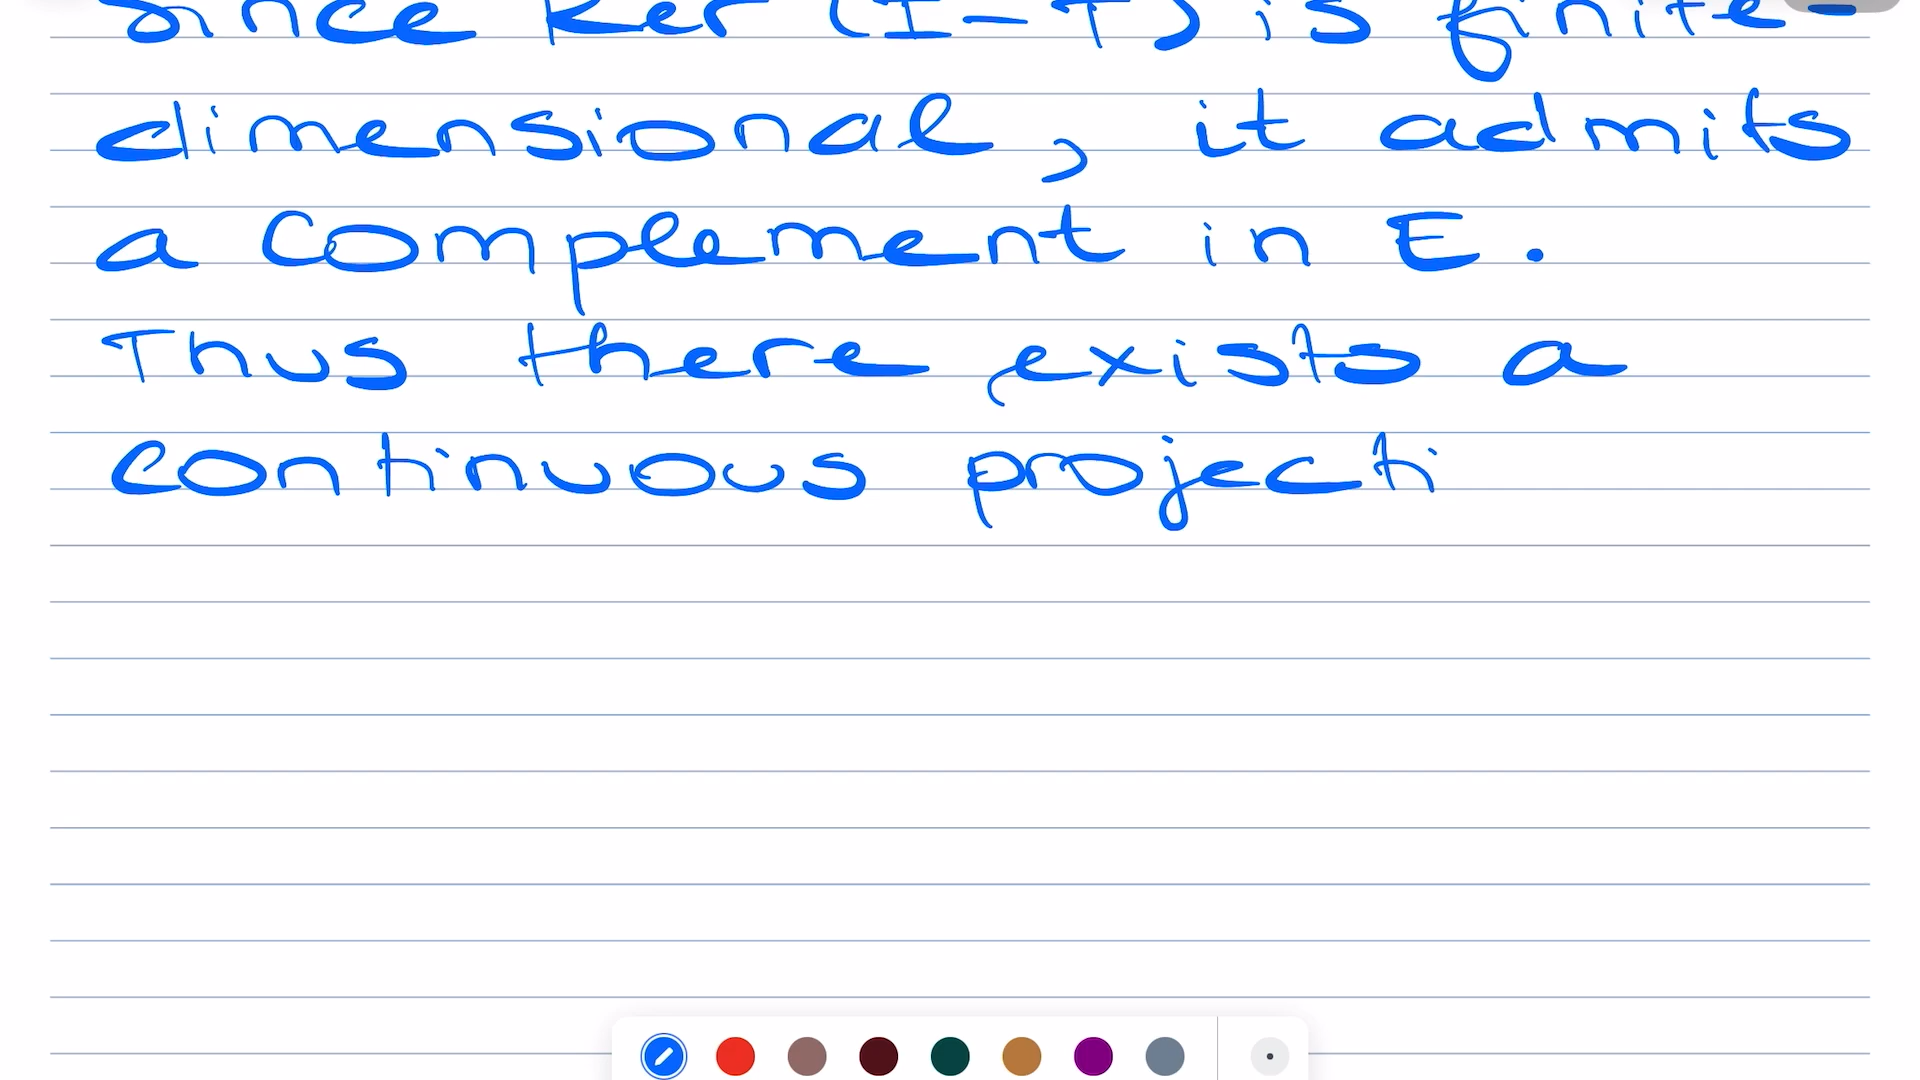 Since Ker (I-T) is finite-
dimensional, it admits
a complement in E.
Thus there exists a
continuous projecti